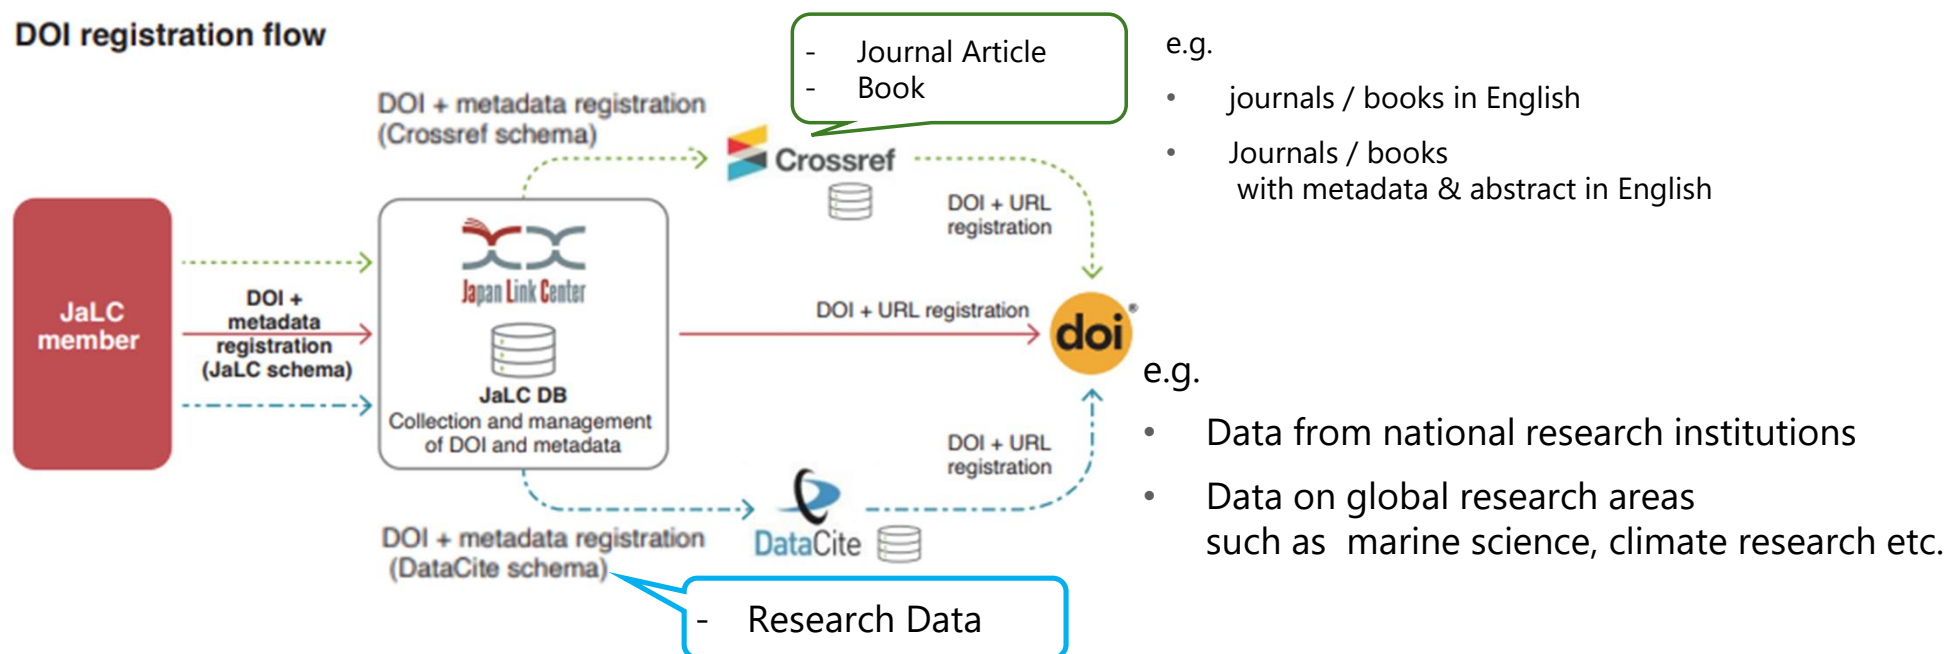 DOI registration flow
- Journal Article
- Book
e.g.
• journals / books in English
• Journals / books
with metadata & abstract in English
DOI + metadata registration
(Crossref schema)
Crossref
DOI + URL
registration
JaLC
member
DOI +
metadata
registration
(JaLC schema)
Japan Link Center
JaLC DB
Collection and management
of DOI and metadata
DOI + URL registration
doi®
e.g.
• Data from national research institutions
• Data on global research areas
such as marine science, climate research etc.
DOI + URL
registration
DataCite
DOI + metadata registration
(DataCite schema)
- Research Data